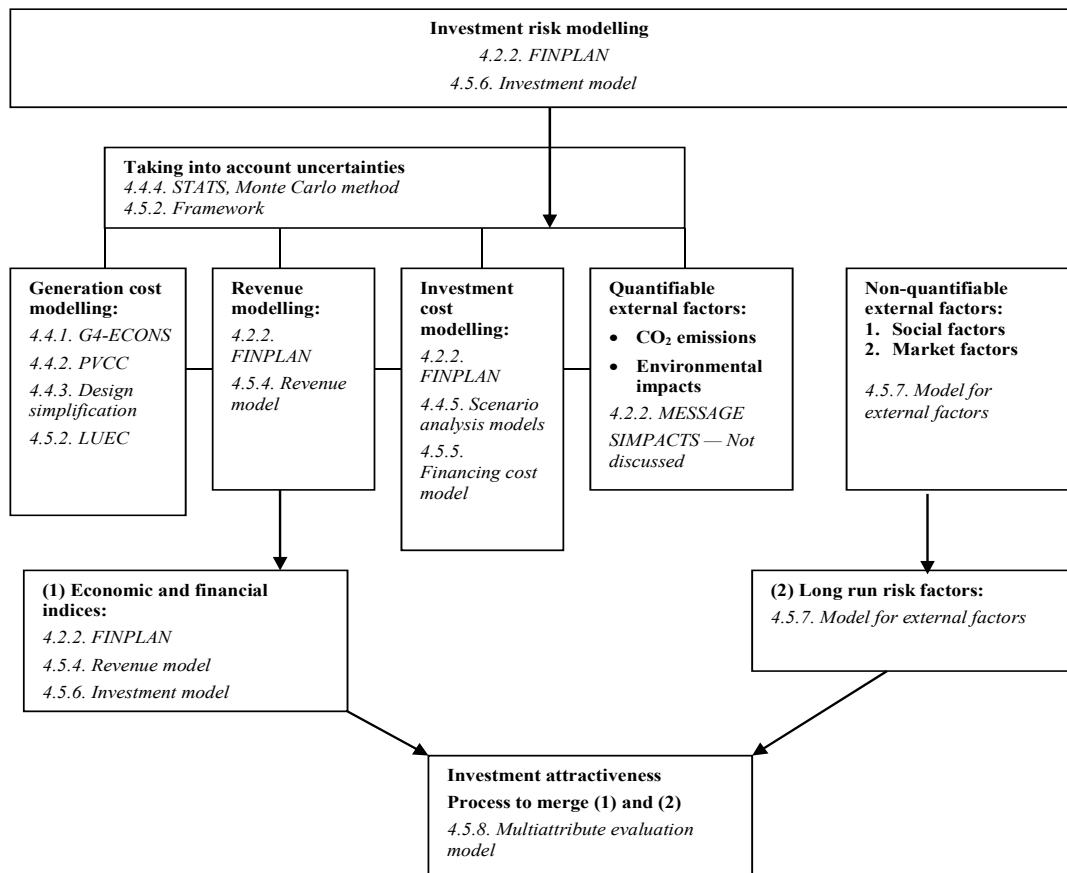 Investment risk modelling
4.2.2. FINPLAN
4.5.6. Investment model
Taking into account uncertainties
4.4.4. STATS, Monte Carlo method
4.5.2. Framework
Generation cost
modelling:
4.4.1. G4-ECONS
4.4.2. PVCC
4.4.3. Design
simplification
4.5.2. LUEC
Revenue
modelling:
4.2.2.
FINPLAN
4.5.4. Revenue
model
Investment
cost
modelling:
4.2.2.
FINPLAN
4.4.5. Scenario
analysis models
4.5.5.
Financing cost
model
Quantifiable
external factors:
• CO₂ emissions
• Environmental
impacts
4.2.2. MESSAGE
SIMPACTS — Not
discussed
Non-quantifiable
external factors:
1. Social factors
2. Market factors
4.5.7. Model for
external factors
(1) Economic and financial
indices:
4.2.2. FINPLAN
4.5.4. Revenue model
4.5.6. Investment model
(2) Long run risk factors:
4.5.7. Model for external factors
Investment attractiveness
Process to merge (1) and (2)
4.5.8. Multiattribute evaluation
model